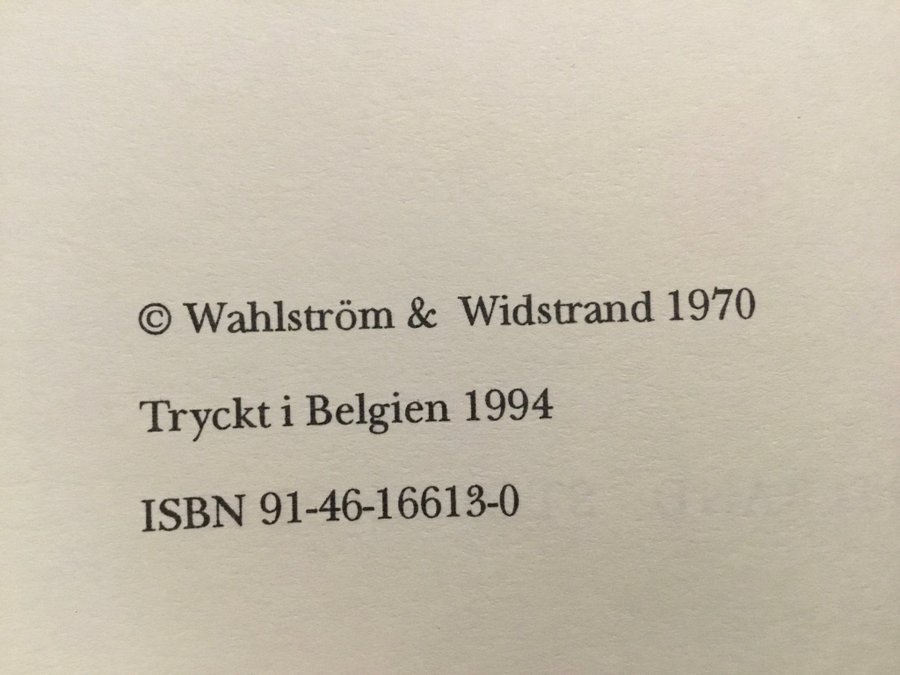 © Wahlström & Widstrand 1970
Tryckt i Belgien 1994
ISBN 91-46-16613-0